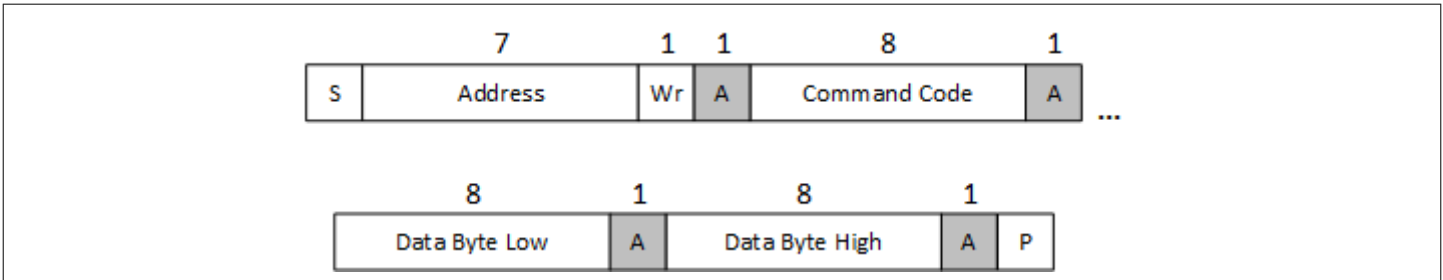 7 1 1 8 1
S Address Wr A Command Code A ...
8 1 8 1
Data Byte Low A Data Byte High A P